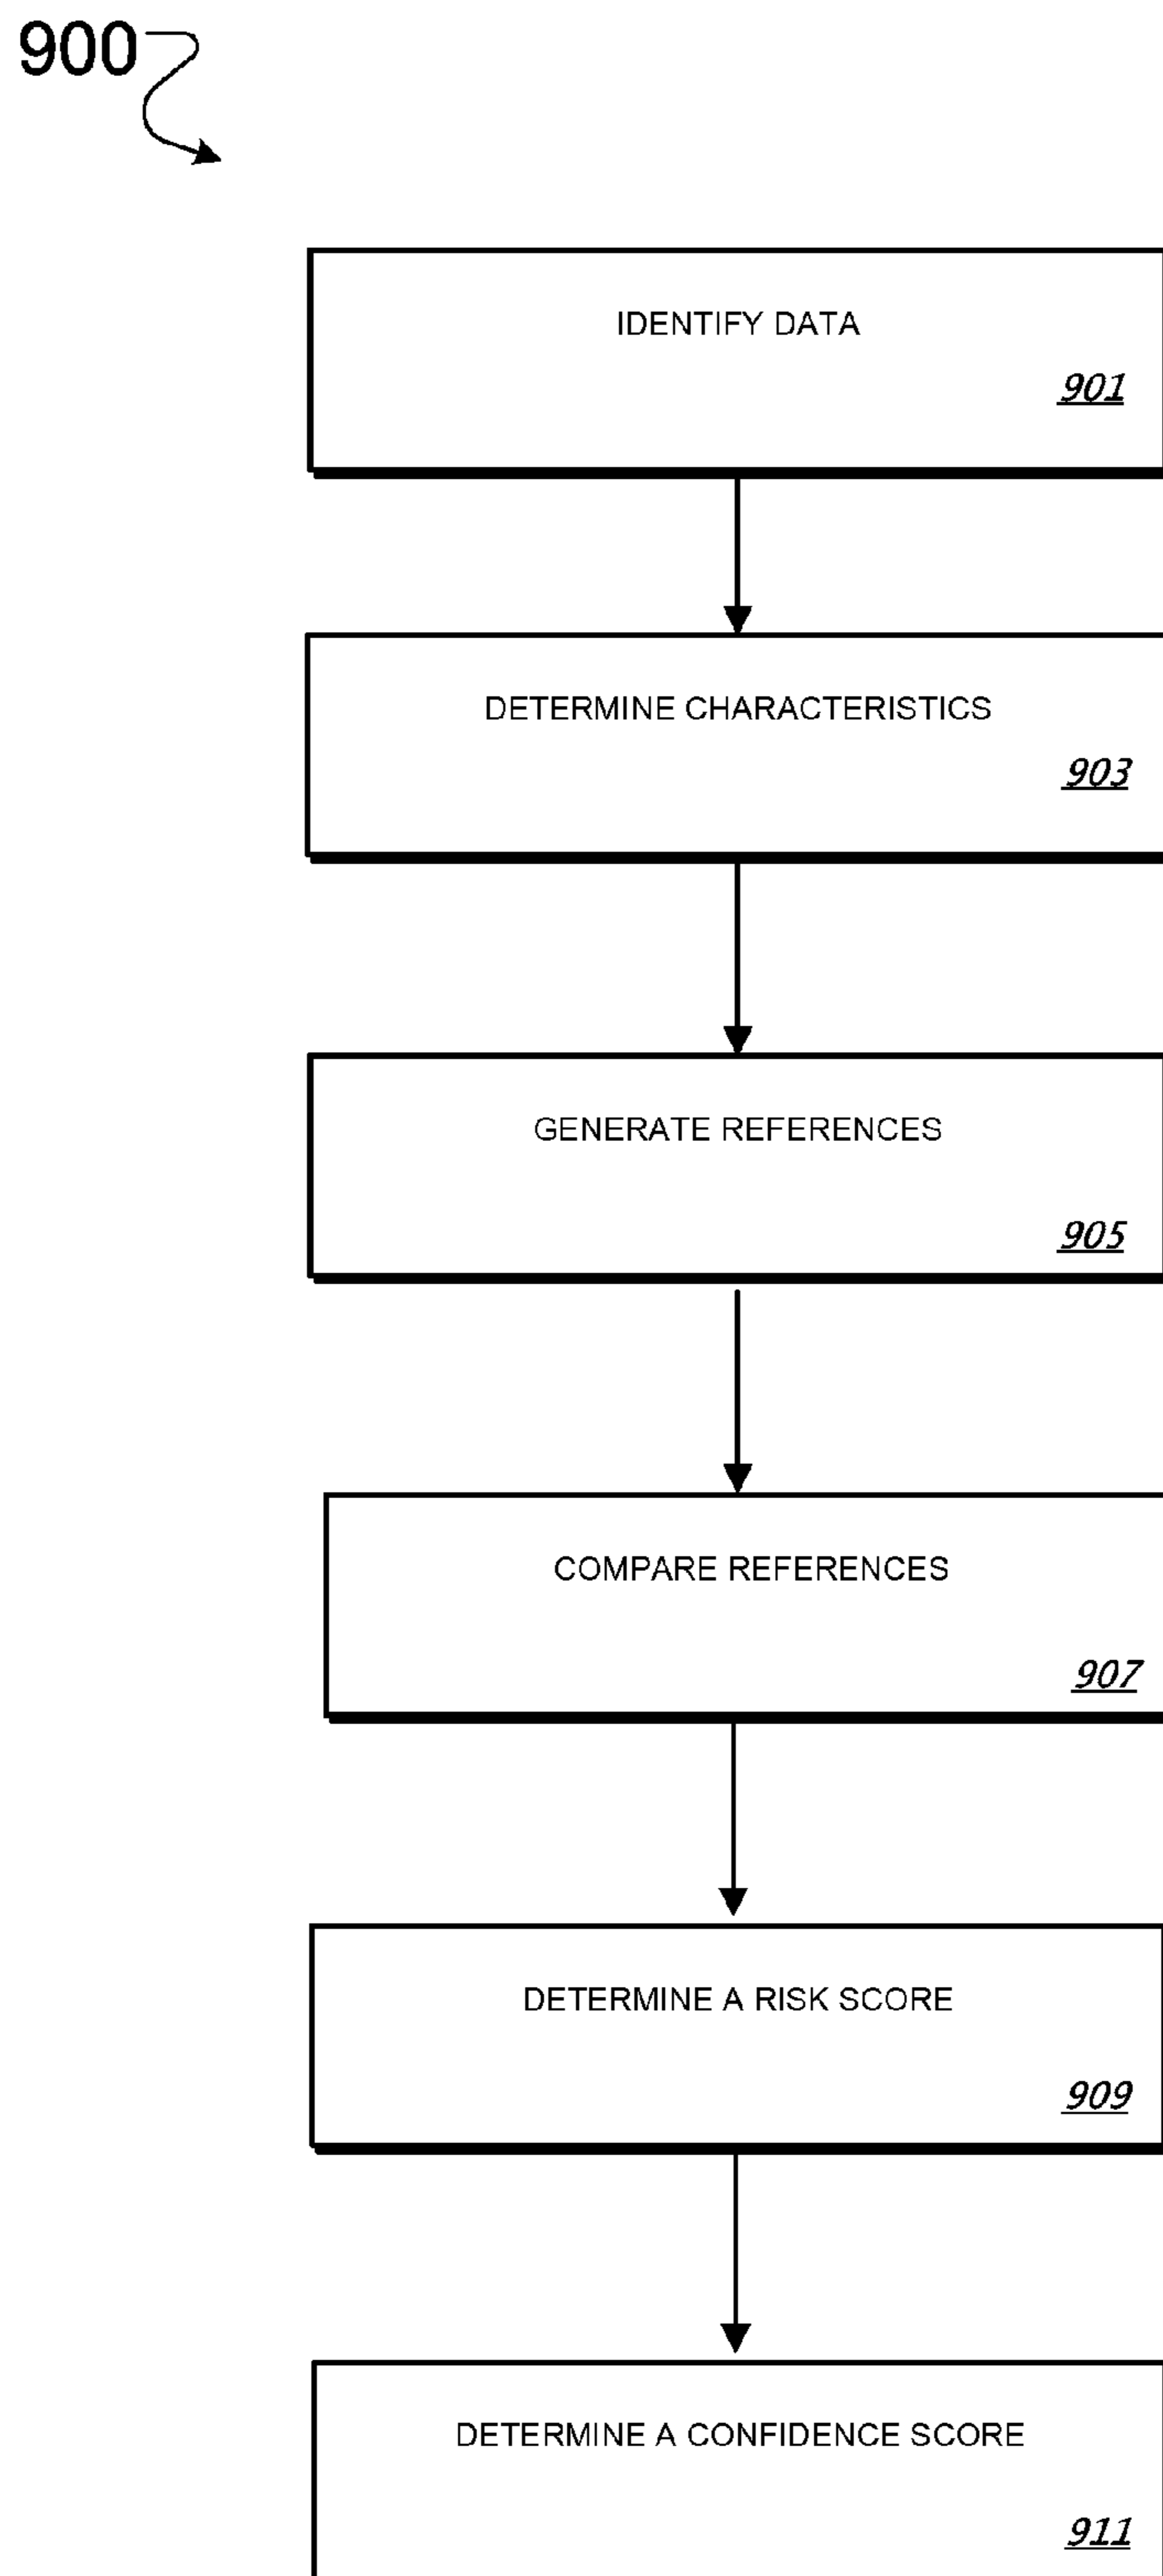 900
IDENTIFY DATA
901
DETERMINE CHARACTERISTICS
903
GENERATE REFERENCES
905
COMPARE REFERENCES
907
DETERMINE A RISK SCORE
909
DETERMINE A CONFIDENCE SCORE
911